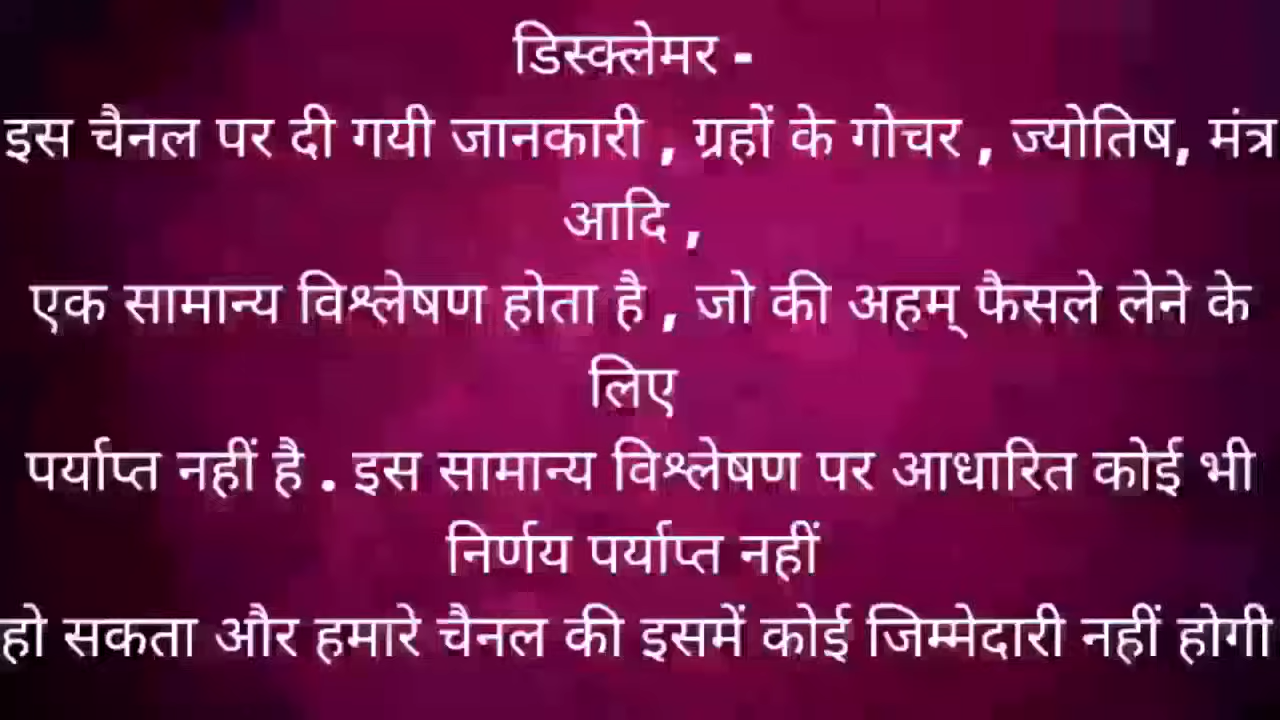 डिस्क्लेमर -
इस चैनल पर दी गयी जानकारी , ग्रहों के गोचर , ज्योतिष, मंत्र
आदि ,
एक सामान्य विश्लेषण होता है , जो की अहम् फैसले लेने के
लिए
पर्याप्त नहीं है . इस सामान्य विश्लेषण पर आधारित कोई भी
निर्णय पर्याप्त नहीं
हो सकता और हमारे चैनल की इसमें कोई जिम्मेदारी नहीं होगी